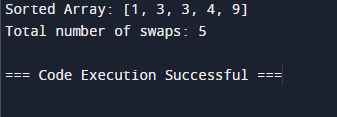 Sorted Array: [1, 3, 3, 4, 9]
Total number of swaps: 5
=== Code Execution Successful ===